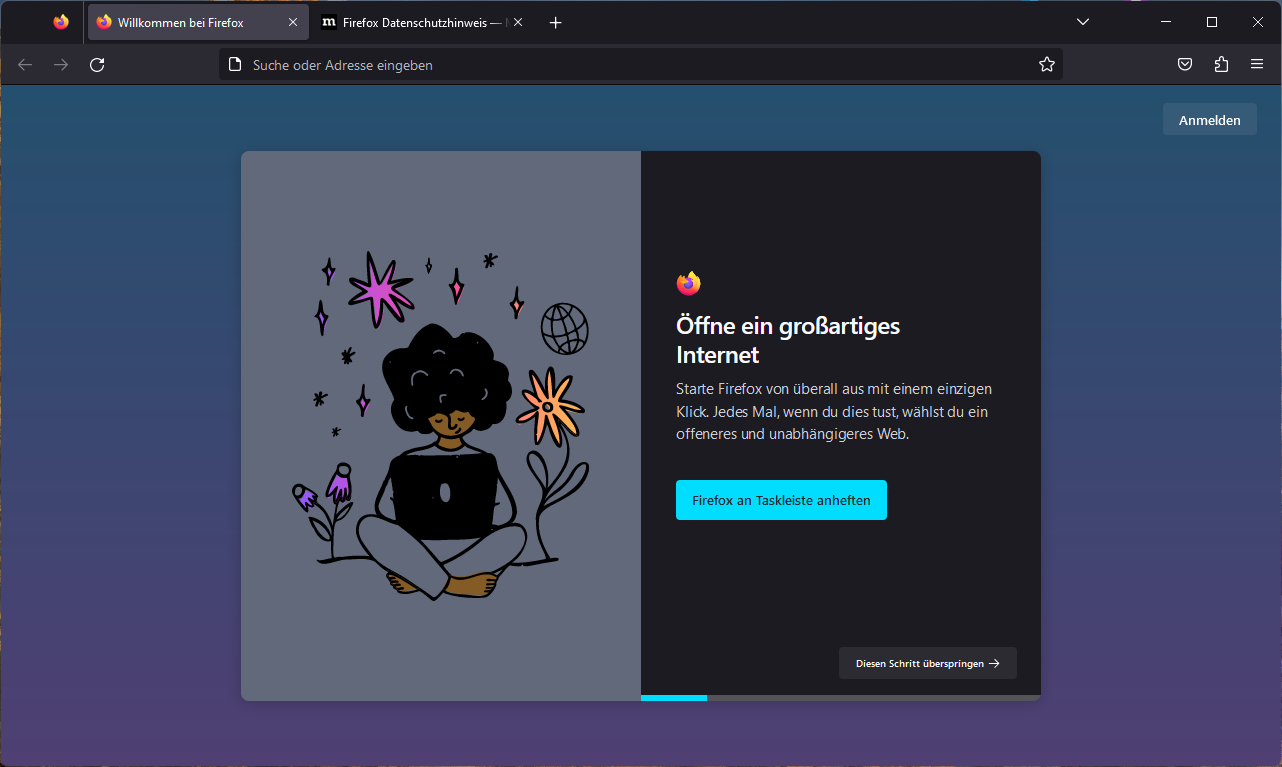 Willkommen bei Firefox
m Firefox Datenschutzhinweis —
Suche oder Adresse eingeben
Anmelden
Öffne ein großartiges
Internet
Starte Firefox von überall aus mit einem einzigen
Klick. Jedes Mal, wenn du dies tust, wählst du ein
offeneres und unabhängigeres Web.
Firefox an Taskleiste anheften
Diesen Schritt überspringen →